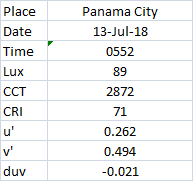 Place Panama City
Date 13-Jul-18
Time 0552
Lux 89
CCT 2872
CRI 71
u' 0.262
v' 0.494
duv -0.021